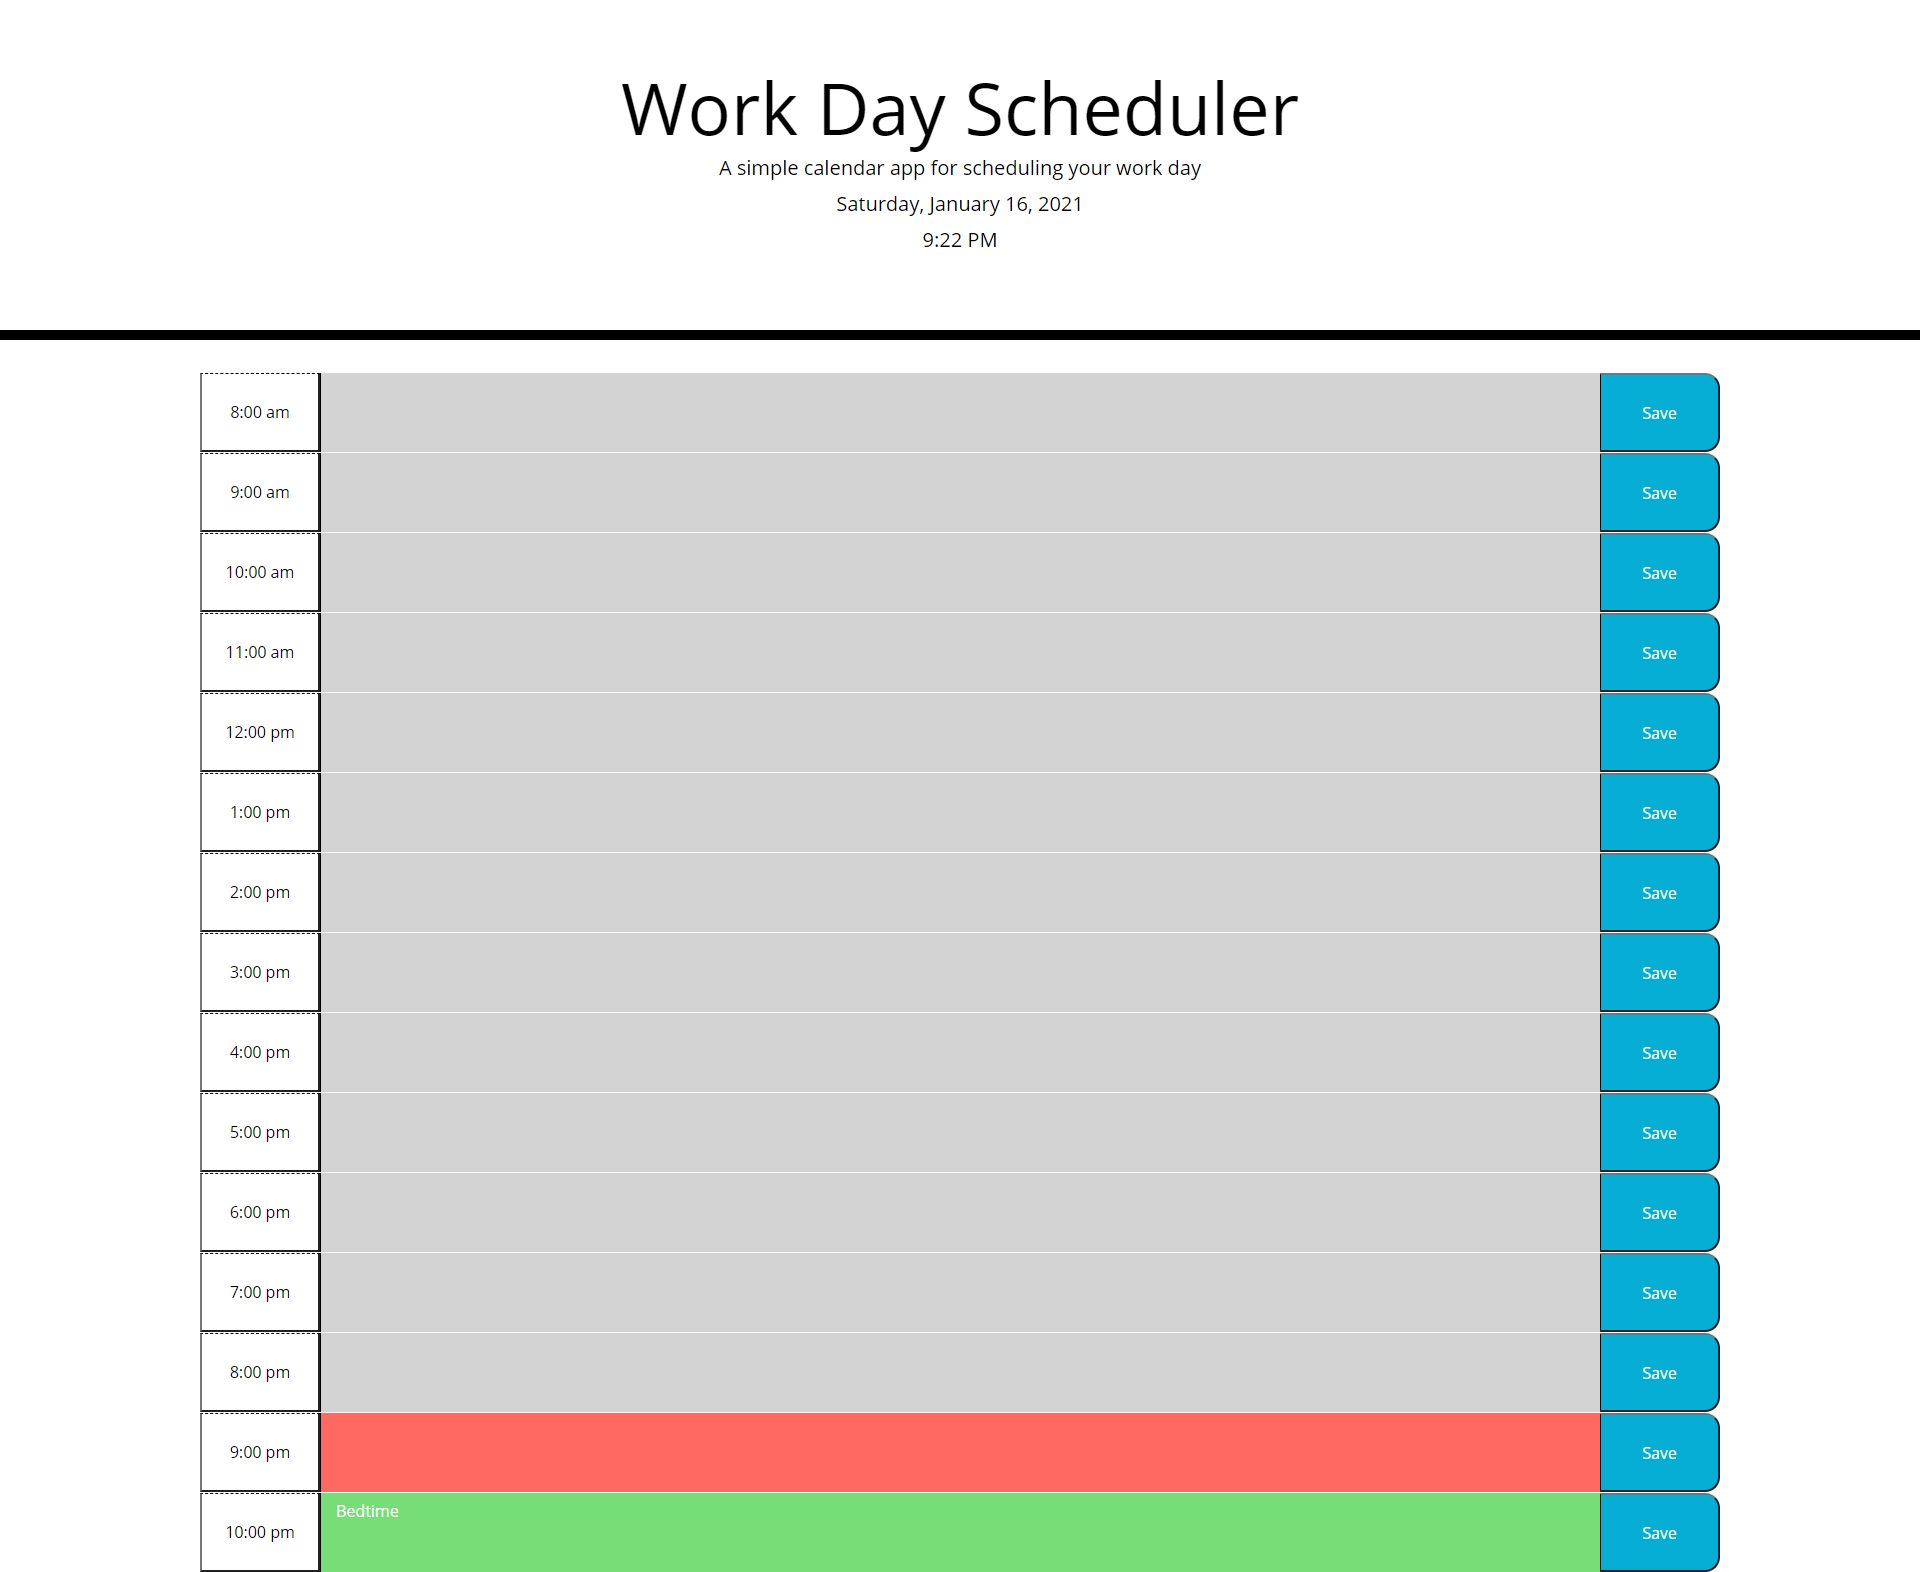 Work Day Scheduler
A simple calendar app for scheduling your work day
Saturday, January 16, 2021
9:22 PM
8:00 am Save
9:00 am Save
10:00 am Save
11:00 am Save
12:00 pm Save
1:00 pm Save
2:00 pm Save
3:00 pm Save
4:00 pm Save
5:00 pm Save
6:00 pm Save
7:00 pm Save
8:00 pm Save
9:00 pm Save
10:00 pm Bedtime Save